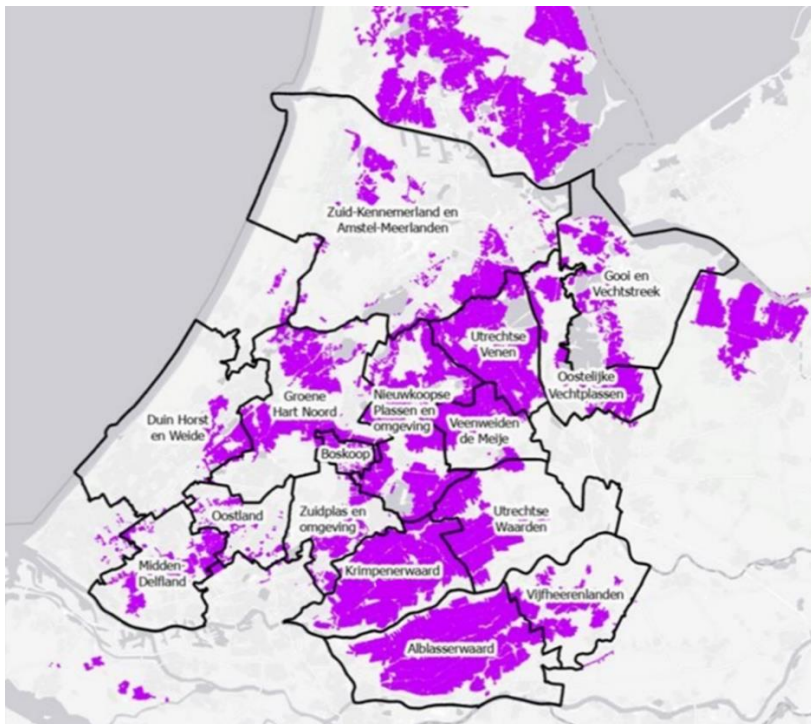 Zuid-Kennemerland en
Amstel-Meerlanden
Gooi en
Vechtstreek
Utrechtse
Venen
Oostelijke
Vechtplassen
Groene
Hart Noord
Nieuwkoopse
Plassen en
omgeving
Duin Horst
en Weide
Veenweiden
de Meije
Boskoop
Oostland
Zuidplas en
omgeving
Utrechtse
Waarden
Midden-
Delfland
Krimpenerwaard
Vijfheerenlanden
Alblasserwaard